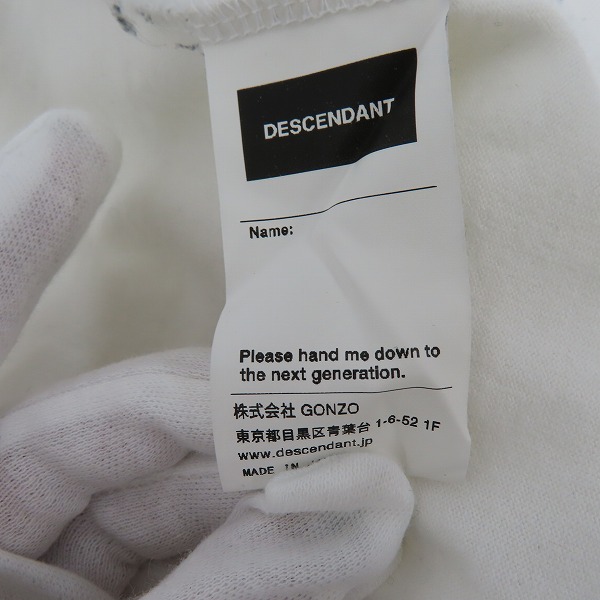 DESCENDANT
Name:
Please hand me down to
the next generation.
株式会社 GONZO
東京都目黒区青葉台 1-6-52 1F
www.descendant.jp
MADE IN